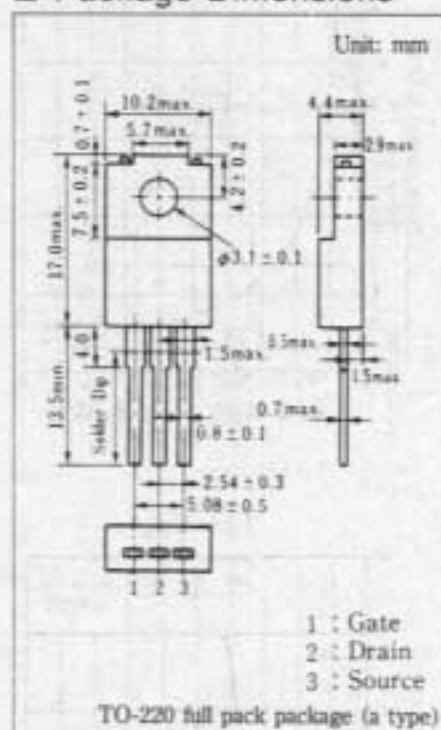 Package Dimensions
Unit: mm
10.2max.
5.7max.
0.7 ± 0.1
7.5 ± 0.2
17.0max.
4.2 ± 0.2
φ3.1 ± 0.1
4.4max.
2.9max
4.0
13.5min.
Solder Dip
1.5max.
0.8 ± 0.1
2.54 ± 0.3
5.08 ± 0.5
1.5max
0.7max.
1 2 3
1 : Gate
2 : Drain
3 : Source
TO-220 full pack package (a type)